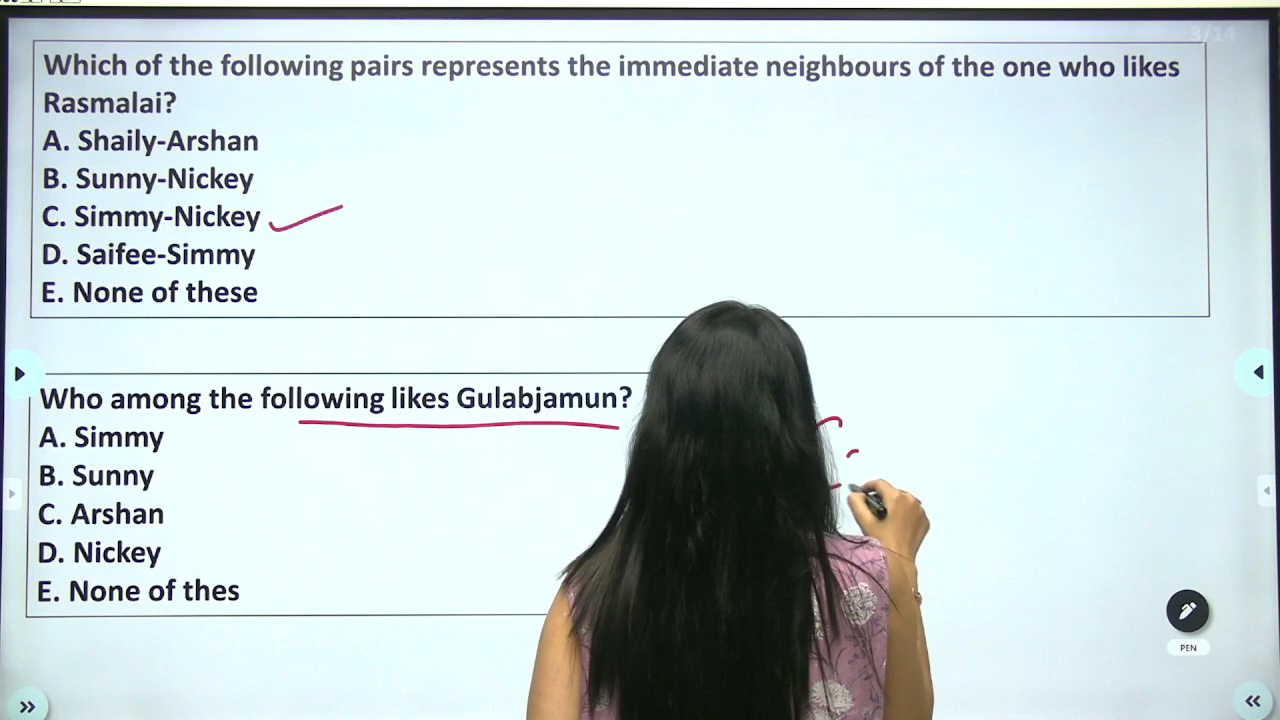 3/14
Which of the following pairs represents the immediate neighbours of the one who likes
Rasmalai?
A. Shaily-Arshan
B. Sunny-Nickey
C. Simmy-Nickey
D. Saifee-Simmy
E. None of these
Who among the following likes Gulabjamun?
A. Simmy
B. Sunny
C. Arshan
D. Nickey
E. None of thes
PEN